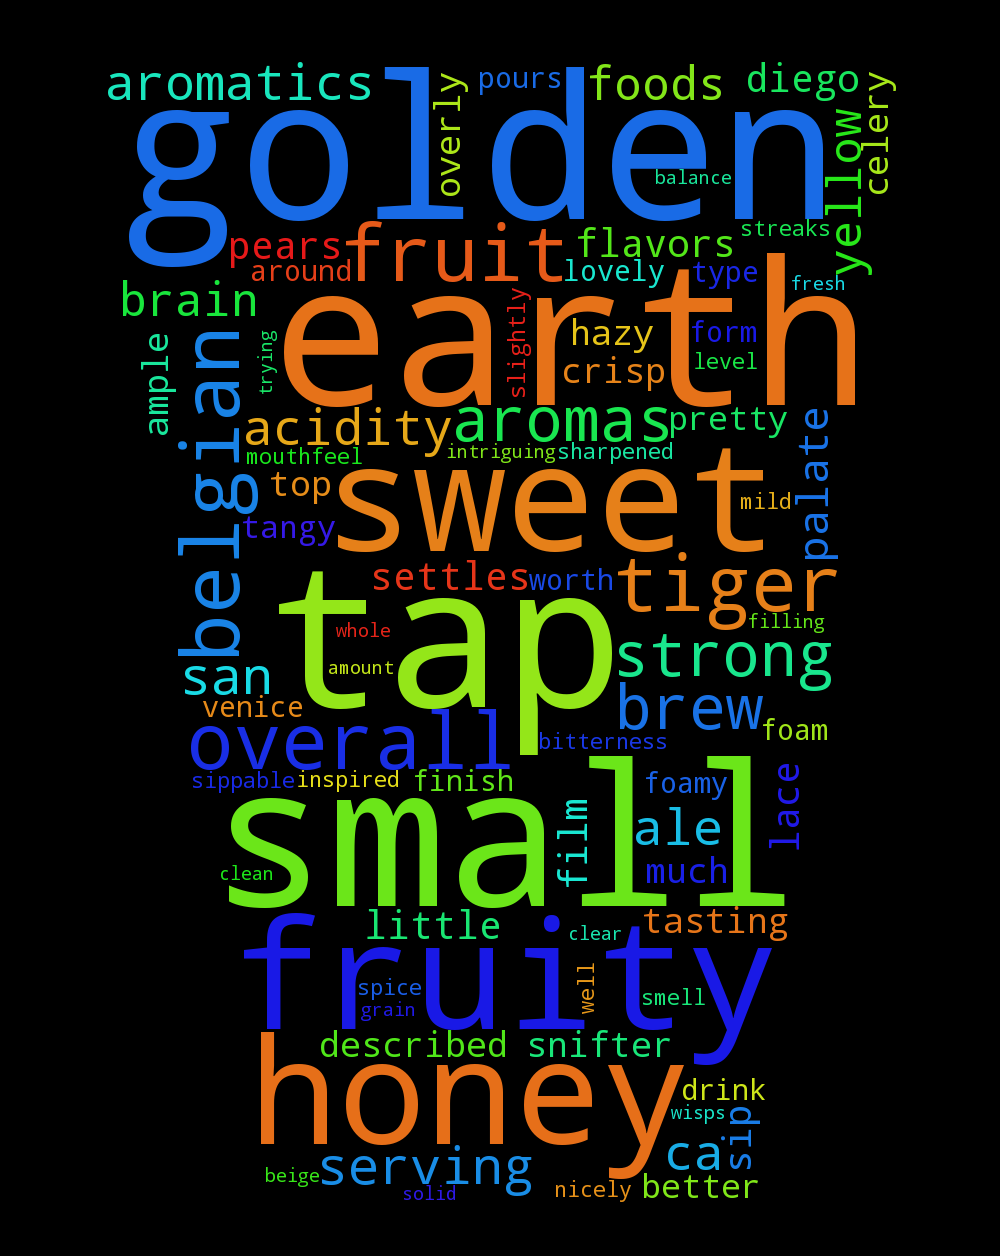 aromatics
golden
overly
pours
foods
diego
celery
yellow
balance
streaks
pears
fruit
flavors
around
lovely
type
fresh
brain
earth
slightly
hazy
form
crisp
level
ample
trying
belgian
acidity
aromas
pretty
mouthfeel
intriguing
sharpened
palate
top
sweet
mild
tangy
settles
worth
tiger
filling
tap
whole
amount
strong
san
venice
brew
foam
overall
bitterness
sippable
inspired
finish
foamy
lace
small
film
ale
much
clean
little
clear
tasting
fruity
spice
grain
well
smell
described
snifter
honey
drink
wisps
sip
ca
serving
beige
solid
nicely
better